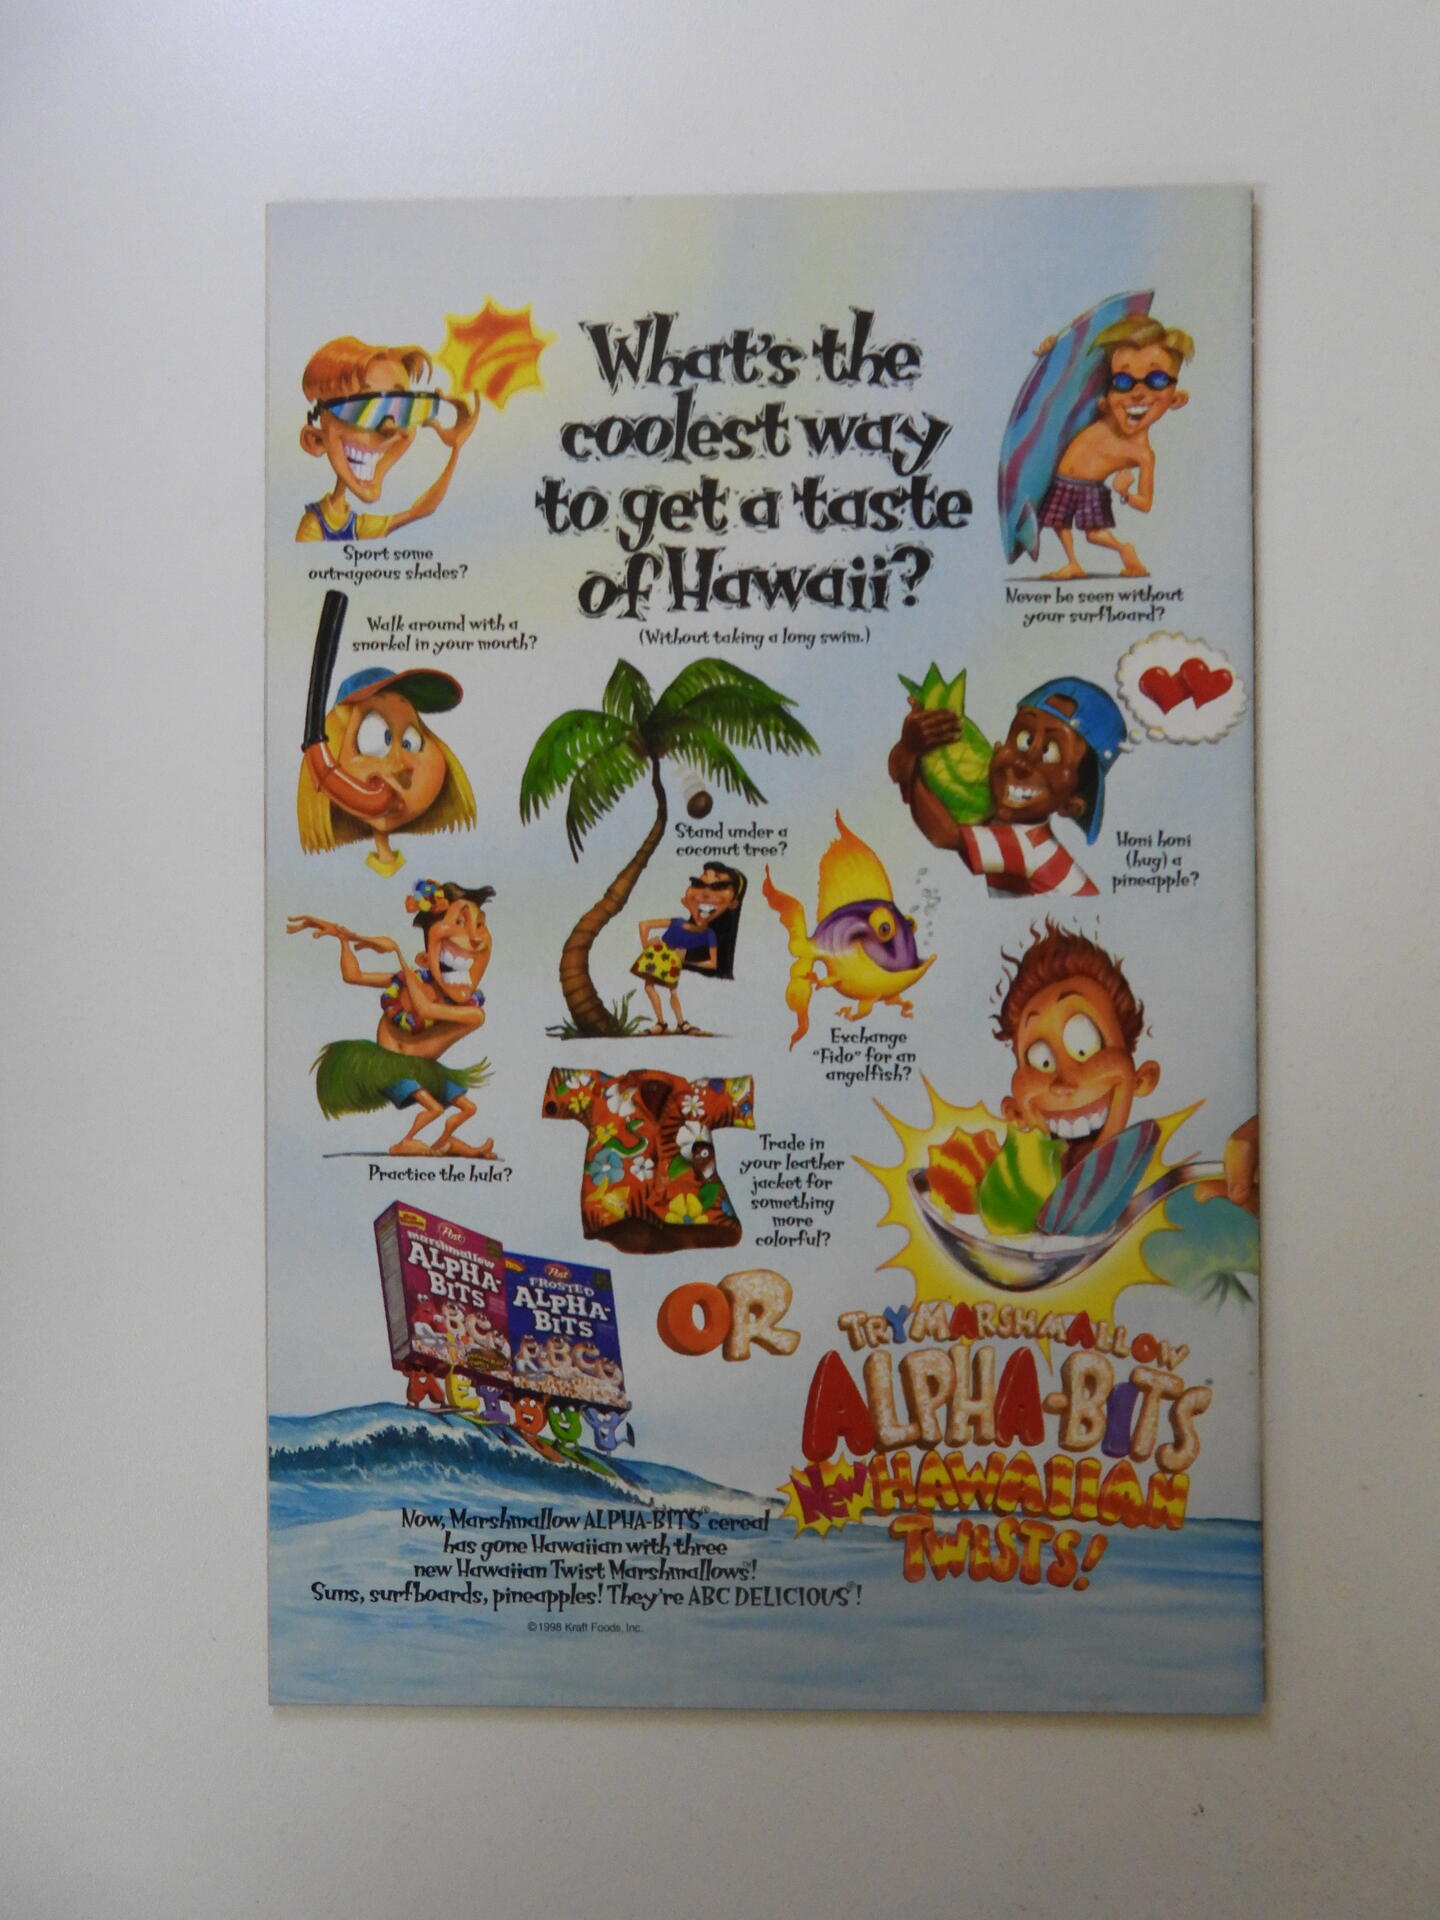 What's the
coolest way
to get a taste
of Hawaii?
(Without taking a long swim.)
Sport some
outrageous shades?
Never be seen without
your surfboard?
Walk around with a
snorkel in your mouth?
Stand under a
coconut tree?
Honi honi
(hug) a
pineapple?
Exchange
"Fido" for an
angelfish?
Practice the hula?
Trade in
your leather
jacket for
something
more
colorful?
Post
marshmallow
ALPHA-
BITS
Post
FROSTED
ALPHA-
BITS
OR
TRY MARSHMALLOW
ALPHA-BITS®
New HAWAIIAN
TWISTS!
Now, Marshmallow ALPHA-BITS® cereal
has gone Hawaiian with three
new Hawaiian Twist Marshmallows™!
Suns, surfboards, pineapples! They're ABC DELICIOUS®!
©1998 Kraft Foods, Inc.